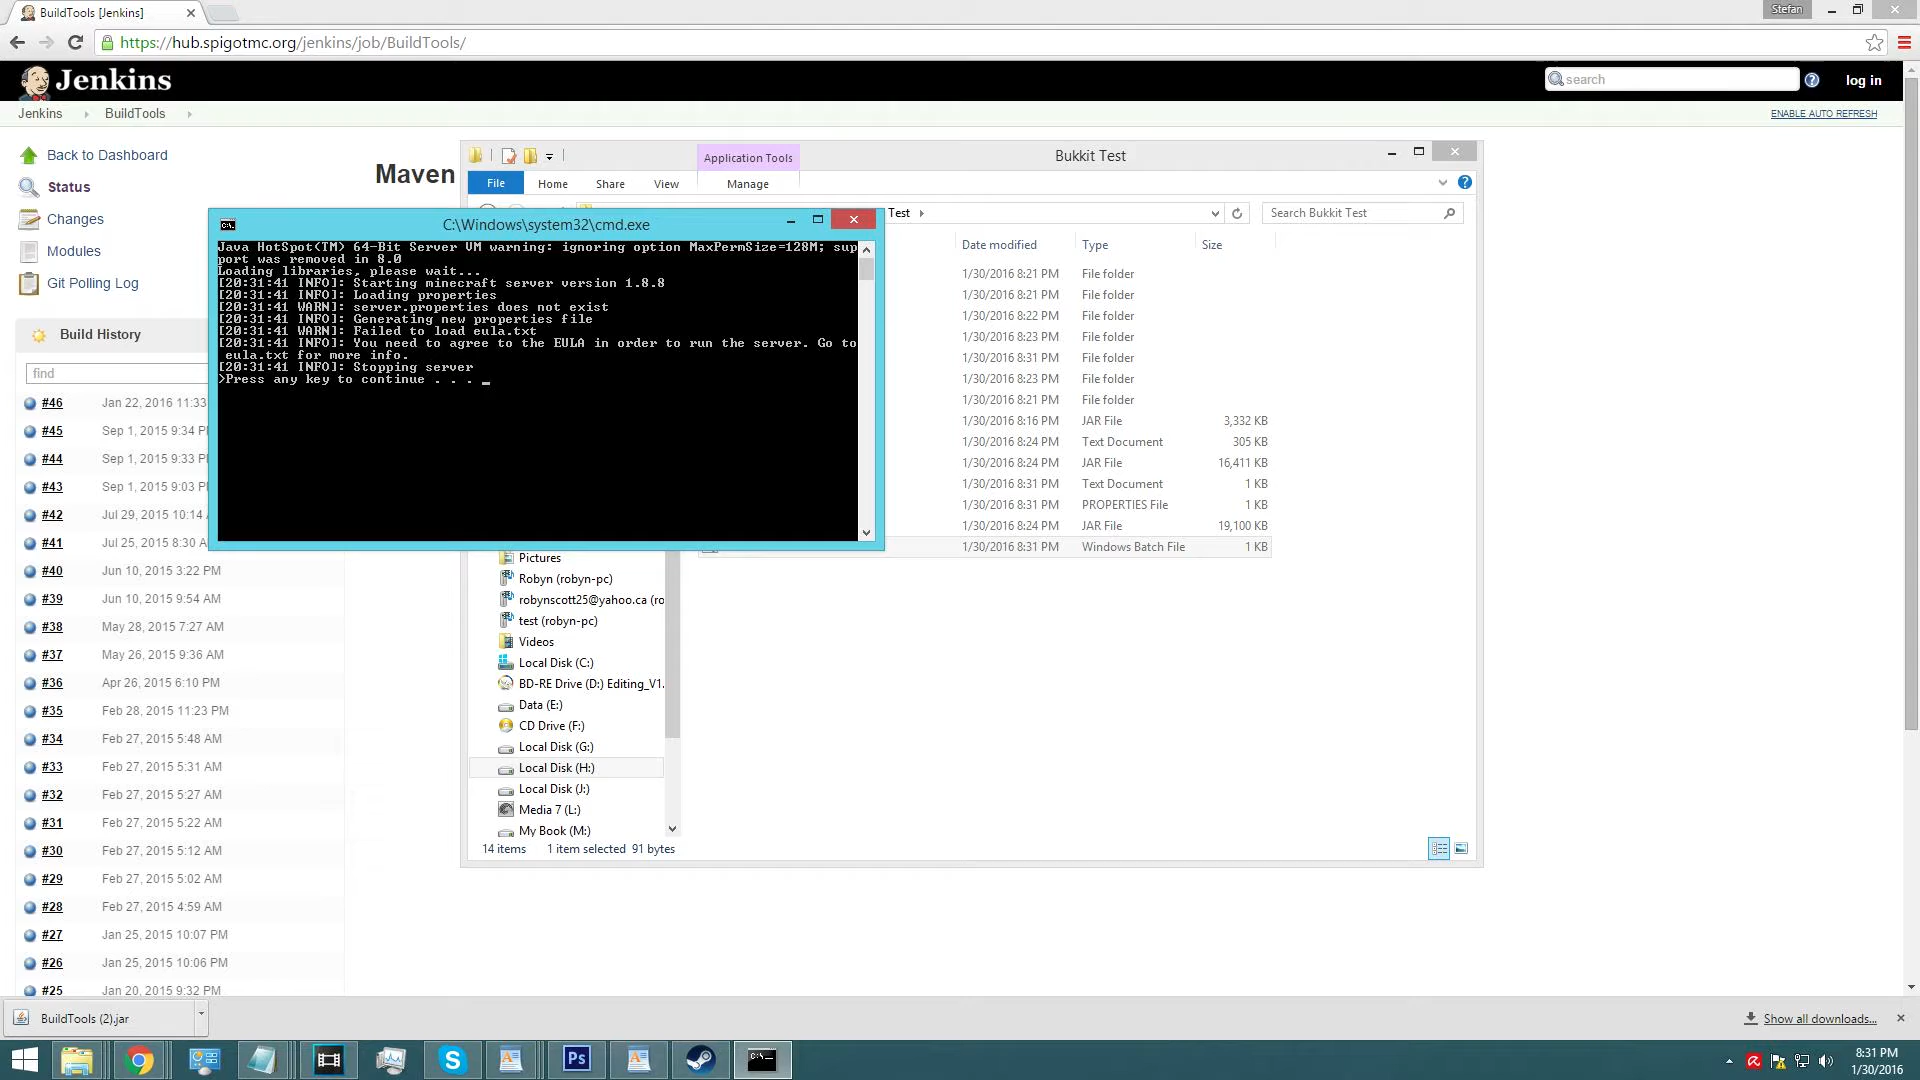 BuildTools [Jenkins]
Stefan
https://hub.spigotmc.org/jenkins/job/BuildTools/
Jenkins
search
log in
Jenkins
BuildTools
ENABLE AUTO REFRESH
Back to Dashboard
Status
Changes
Modules
Git Polling Log
Maven
Build History
find
#46 Jan 22, 2016 11:33
#45 Sep 1, 2015 9:34 P
#44 Sep 1, 2015 9:33 P
#43 Sep 1, 2015 9:03 P
#42 Jul 29, 2015 10:14
#41 Jul 25, 2015 8:30 A
#40 Jun 10, 2015 3:22 PM
#39 Jun 10, 2015 9:54 AM
#38 May 28, 2015 7:27 AM
#37 May 26, 2015 9:36 AM
#36 Apr 26, 2015 6:10 PM
#35 Feb 28, 2015 11:23 PM
#34 Feb 27, 2015 5:48 AM
#33 Feb 27, 2015 5:31 AM
#32 Feb 27, 2015 5:27 AM
#31 Feb 27, 2015 5:22 AM
#30 Feb 27, 2015 5:12 AM
#29 Feb 27, 2015 5:02 AM
#28 Feb 27, 2015 4:59 AM
#27 Jan 25, 2015 10:07 PM
#26 Jan 25, 2015 10:06 PM
#25 Jan 20, 2015 9:32 PM
C:\Windows\system32\cmd.exe
Java HotSpot(TM) 64-Bit Server VM warning: ignoring option MaxPermSize=128M; sup
port was removed in 8.0
Loading libraries, please wait...
[20:31:41 INFO]: Starting minecraft server version 1.8.8
[20:31:41 INFO]: Loading properties
[20:31:41 WARN]: server.properties does not exist
[20:31:41 INFO]: Generating new properties file
[20:31:41 WARN]: Failed to load eula.txt
[20:31:41 INFO]: You need to agree to the EULA in order to run the server. Go to
eula.txt for more info.
[20:31:41 INFO]: Stopping server
>Press any key to continue . . . _
Application Tools
Bukkit Test
File Home Share View Manage
Test
Search Bukkit Test
Date modified Type Size
1/30/2016 8:21 PM File folder
1/30/2016 8:21 PM File folder
1/30/2016 8:22 PM File folder
1/30/2016 8:23 PM File folder
1/30/2016 8:31 PM File folder
1/30/2016 8:23 PM File folder
1/30/2016 8:21 PM File folder
1/30/2016 8:16 PM JAR File 3,332 KB
1/30/2016 8:24 PM Text Document 305 KB
1/30/2016 8:24 PM JAR File 16,411 KB
1/30/2016 8:31 PM Text Document 1 KB
1/30/2016 8:31 PM PROPERTIES File 1 KB
1/30/2016 8:24 PM JAR File 19,100 KB
1/30/2016 8:31 PM Windows Batch File 1 KB
Pictures
Robyn (robyn-pc)
robynscott25@yahoo.ca (ro
test (robyn-pc)
Videos
Local Disk (C:)
BD-RE Drive (D:) Editing_V1.
Data (E:)
CD Drive (F:)
Local Disk (G:)
Local Disk (H:)
Local Disk (J:)
Media 7 (L:)
My Book (M:)
14 items 1 item selected 91 bytes
BuildTools (2).jar
Show all downloads...
Ps
8:31 PM
1/30/2016